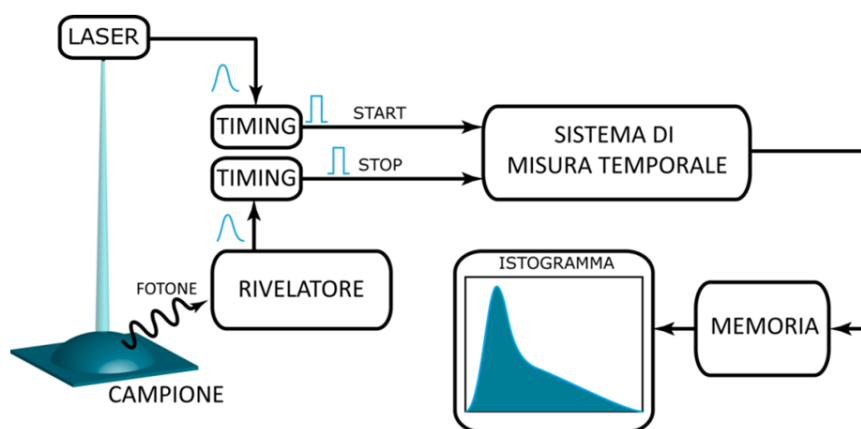 LASER
TIMING
START
TIMING
STOP
SISTEMA DI
MISURA TEMPORALE
FOTONE
RIVELATORE
CAMPIONE
ISTOGRAMMA
MEMORIA